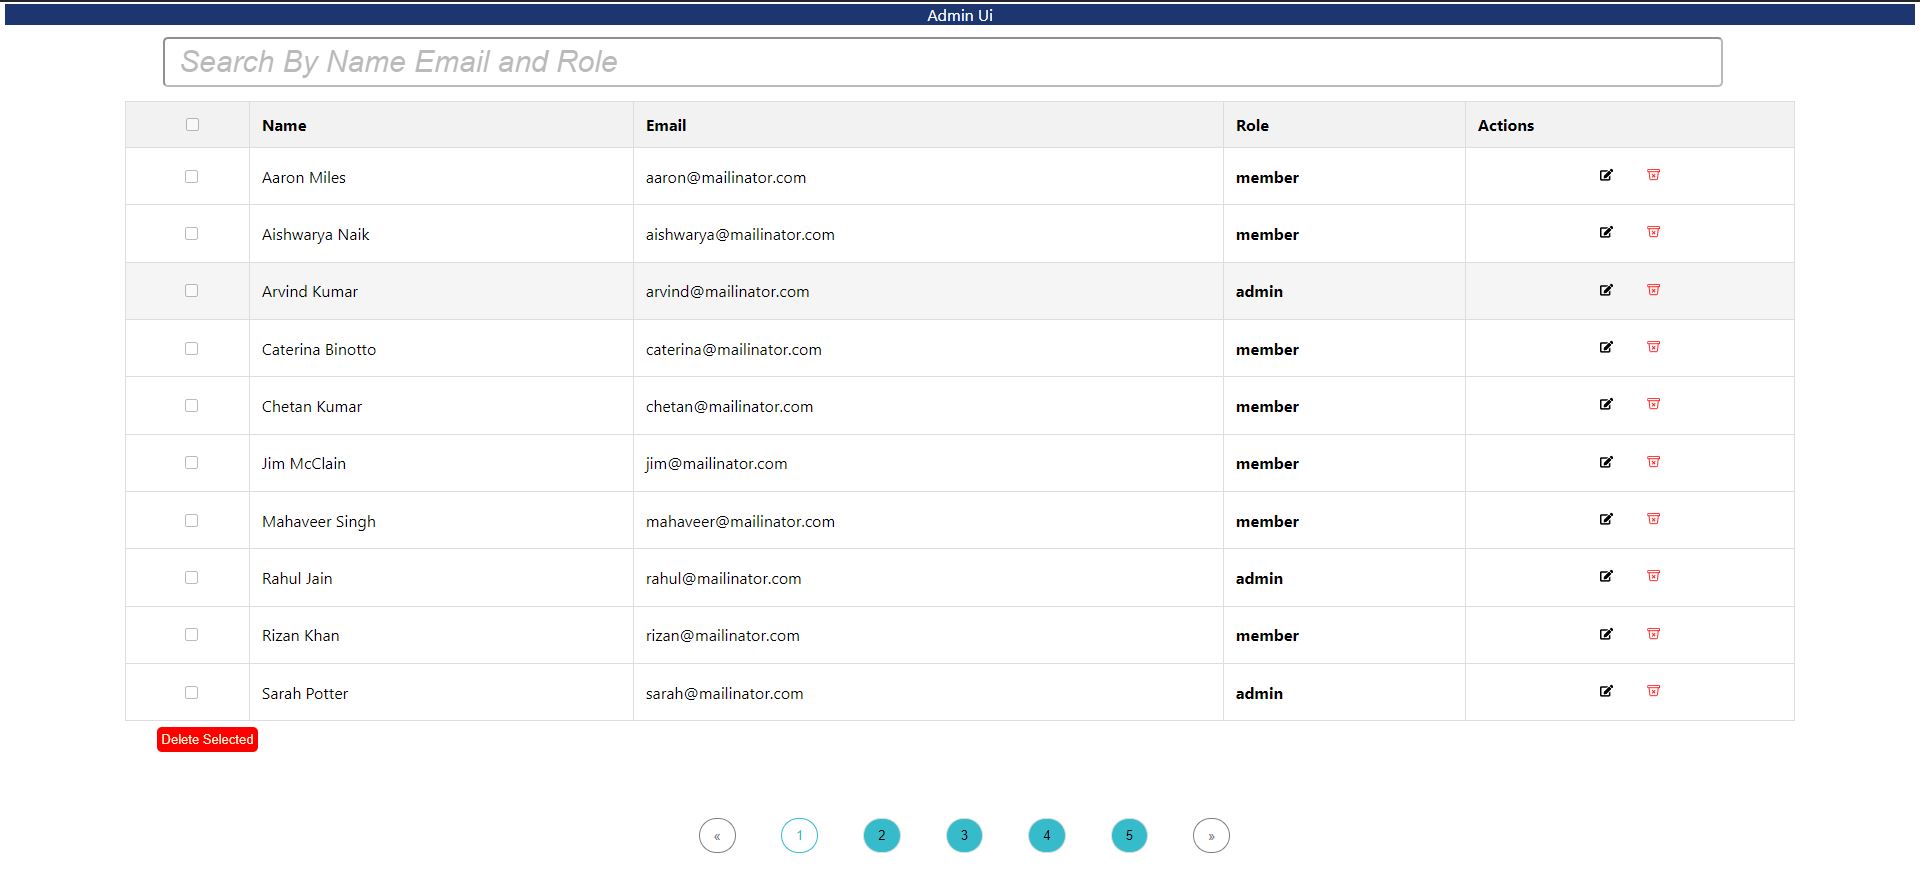 Admin Ui
Search By Name Email and Role
Name Email Role Actions
Aaron Miles aaron@mailinator.com member
Aishwarya Naik aishwarya@mailinator.com member
Arvind Kumar arvind@mailinator.com admin
Caterina Binotto caterina@mailinator.com member
Chetan Kumar chetan@mailinator.com member
Jim McClain jim@mailinator.com member
Mahaveer Singh mahaveer@mailinator.com member
Rahul Jain rahul@mailinator.com admin
Rizan Khan rizan@mailinator.com member
Sarah Potter sarah@mailinator.com admin
Delete Selected
« 1 2 3 4 5 »